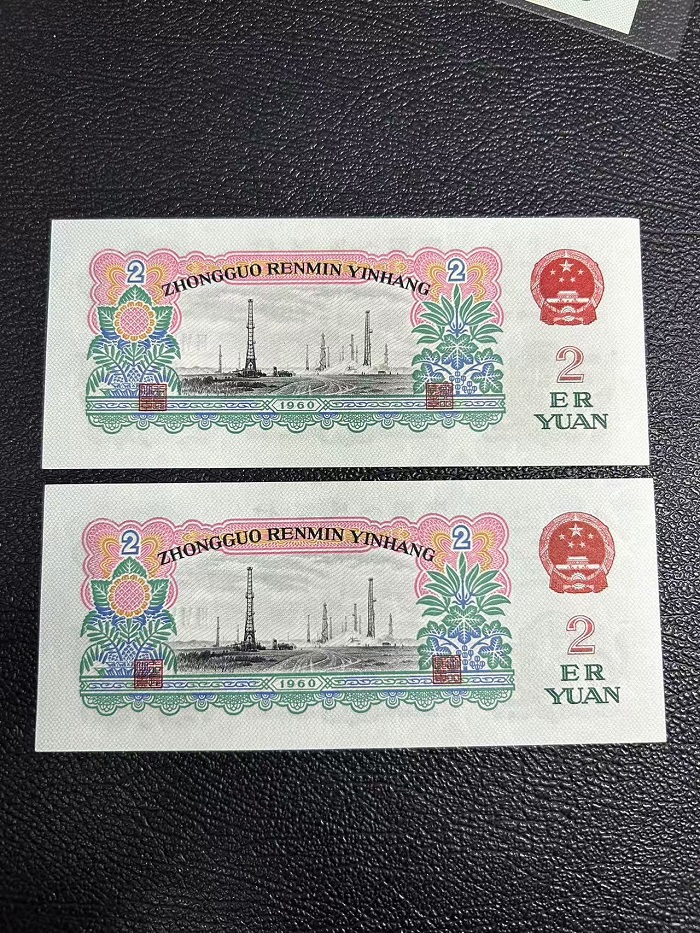 2 2
ZHONGGUO RENMIN YINHANG
1960
2
ER
YUAN
2 2
ZHONGGUO RENMIN YINHANG
1960
2
ER
YUAN